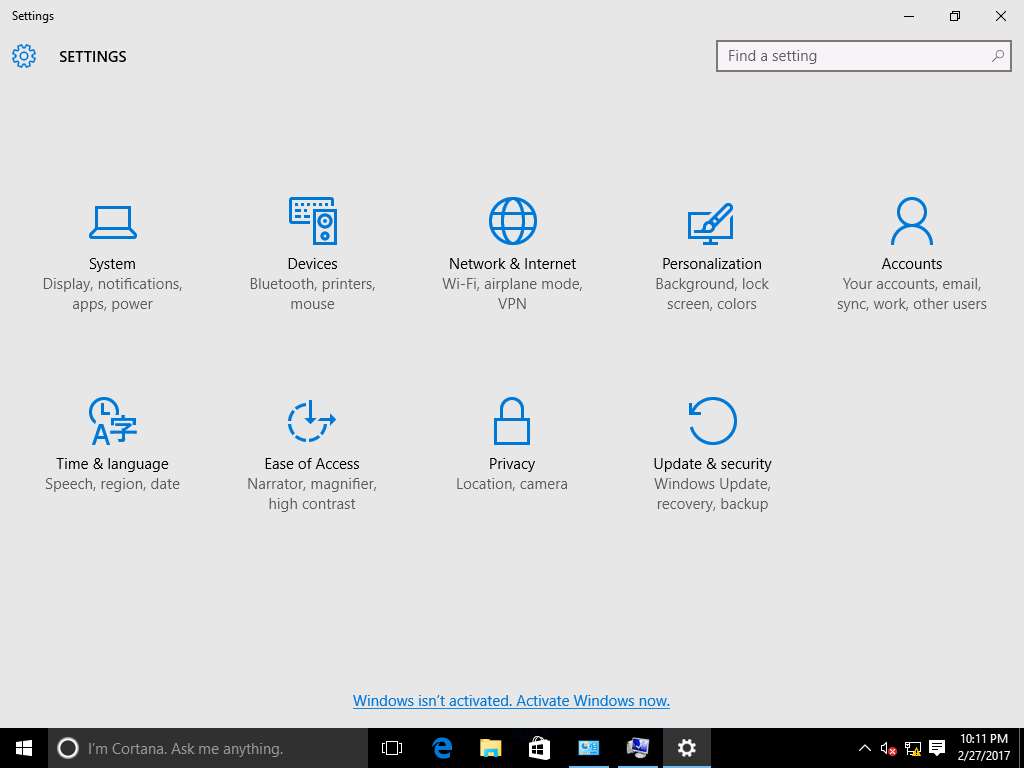 Settings
SETTINGS
Find a setting
System
Display, notifications,
apps, power
Devices
Bluetooth, printers,
mouse
Network & Internet
Wi-Fi, airplane mode,
VPN
Personalization
Background, lock
screen, colors
Accounts
Your accounts, email,
sync, work, other users
Time & language
Speech, region, date
Ease of Access
Narrator, magnifier,
high contrast
Privacy
Location, camera
Update & security
Windows Update,
recovery, backup
Windows isn't activated. Activate Windows now.
I'm Cortana. Ask me anything.
10:11 PM
2/27/2017